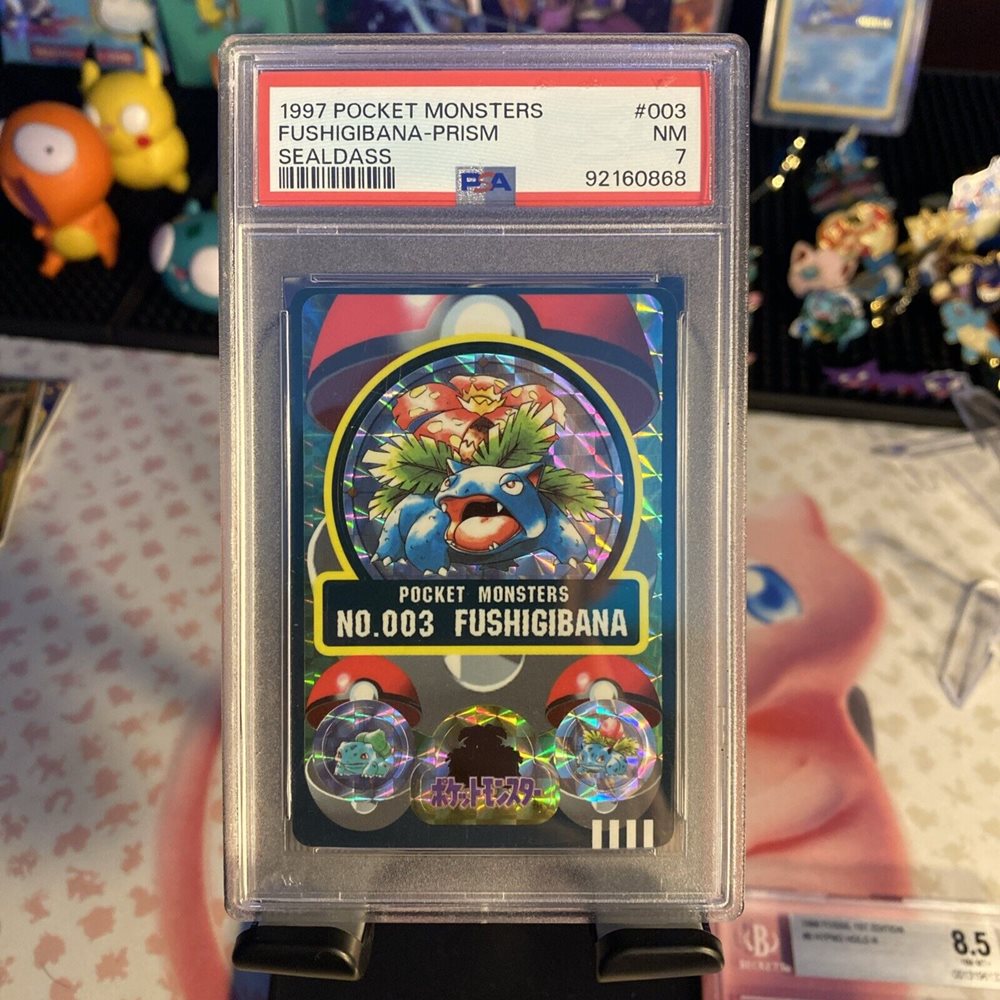 1997 POCKET MONSTERS #003
FUSHIGIBANA-PRISM NM
SEALDASS 7
PSA 92160868
POCKET MONSTERS
NO.003 FUSHIGIBANA
ポケットモンスター
8.5